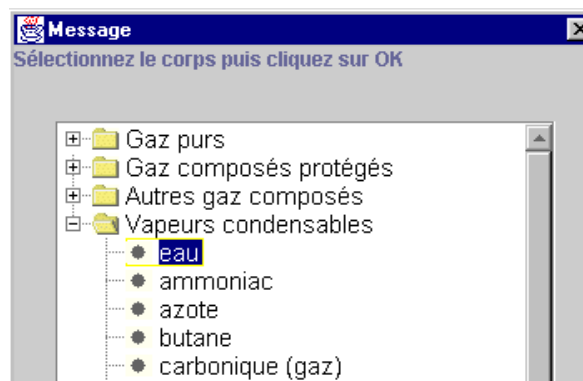 Message
Sélectionnez le corps puis cliquez sur OK
Gaz purs
Gaz composés protégés
Autres gaz composés
Vapeurs condensables
eau
ammoniac
azote
butane
carbonique (gaz)